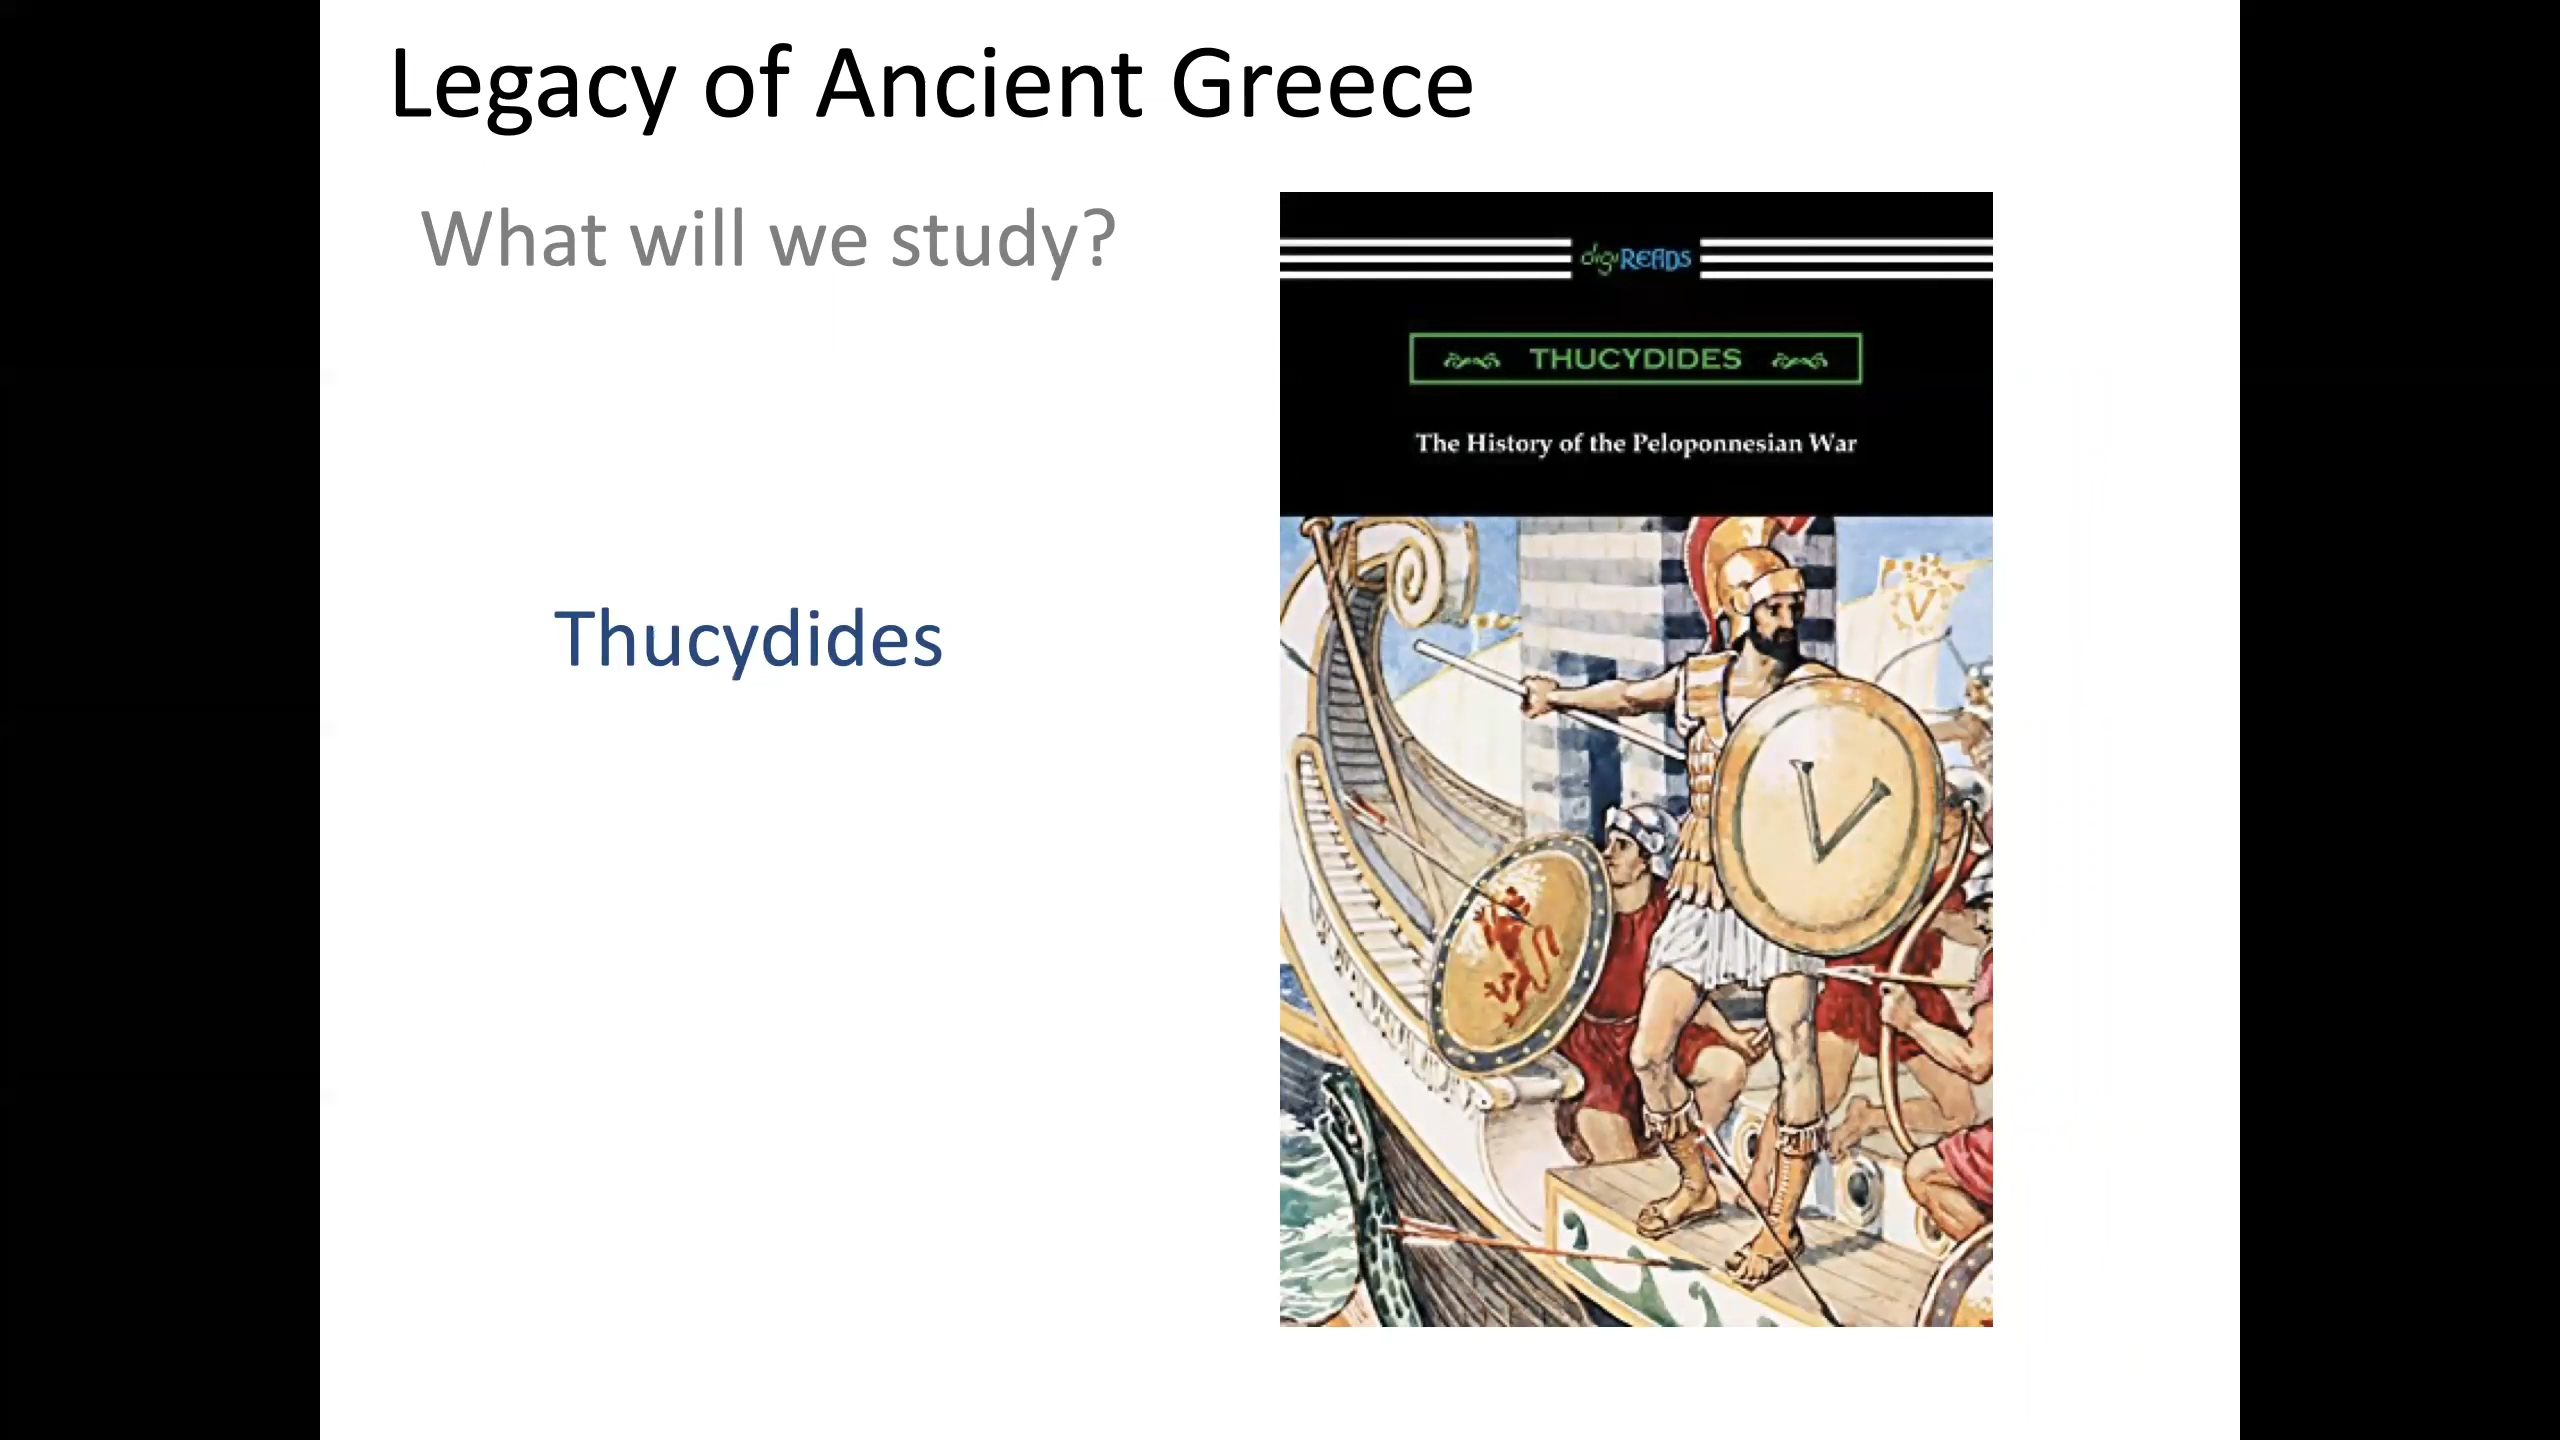 Legacy of Ancient Greece
What will we study?
digiREADS
THUCYDIDES
The History of the Peloponnesian War
Thucydides
V
V